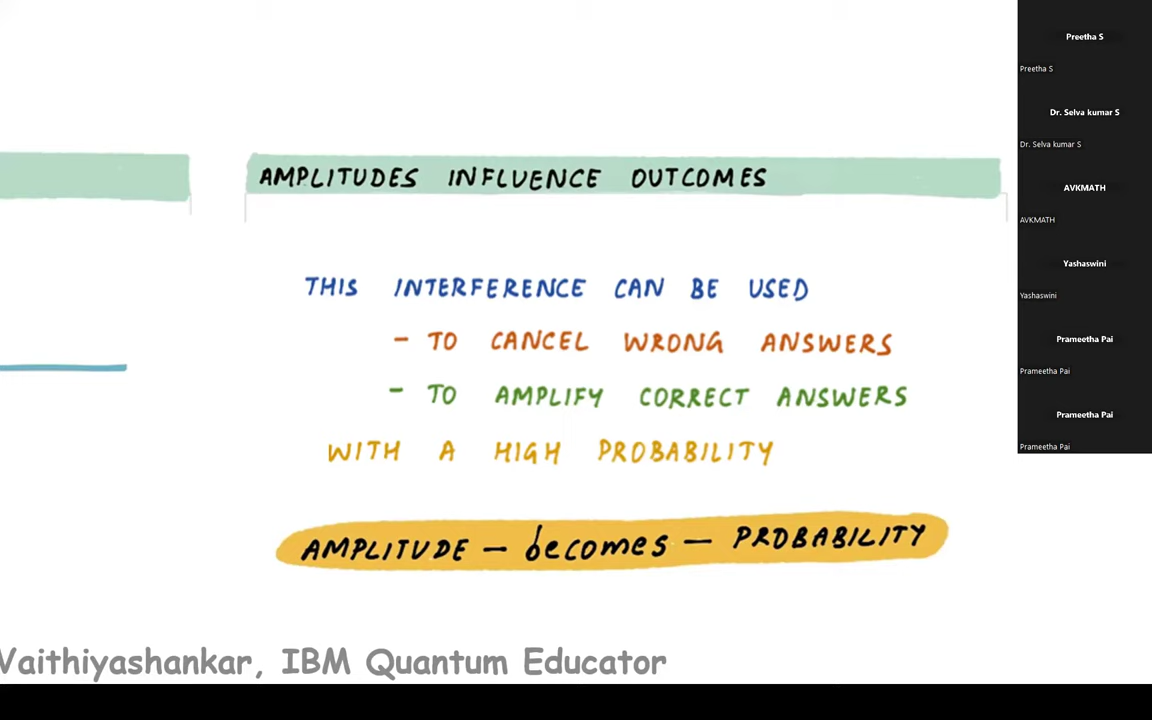 AMPLITUDES INFLUENCE OUTCOMES
THIS INTERFERENCE CAN BE USED
- TO CANCEL WRONG ANSWERS
- TO AMPLIFY CORRECT ANSWERS
WITH A HIGH PROBABILITY
AMPLITUDE - becomes - PROBABILITY
Vaithiyashankar, IBM Quantum Educator
Preetha S
Preetha S
Dr. Selva kumar S
Dr. Selva kumar S
AVKMATH
AVKMATH
Yashaswini
Yashaswini
Prameetha Pai
Prameetha Pai
Prameetha Pai
Prameetha Pai